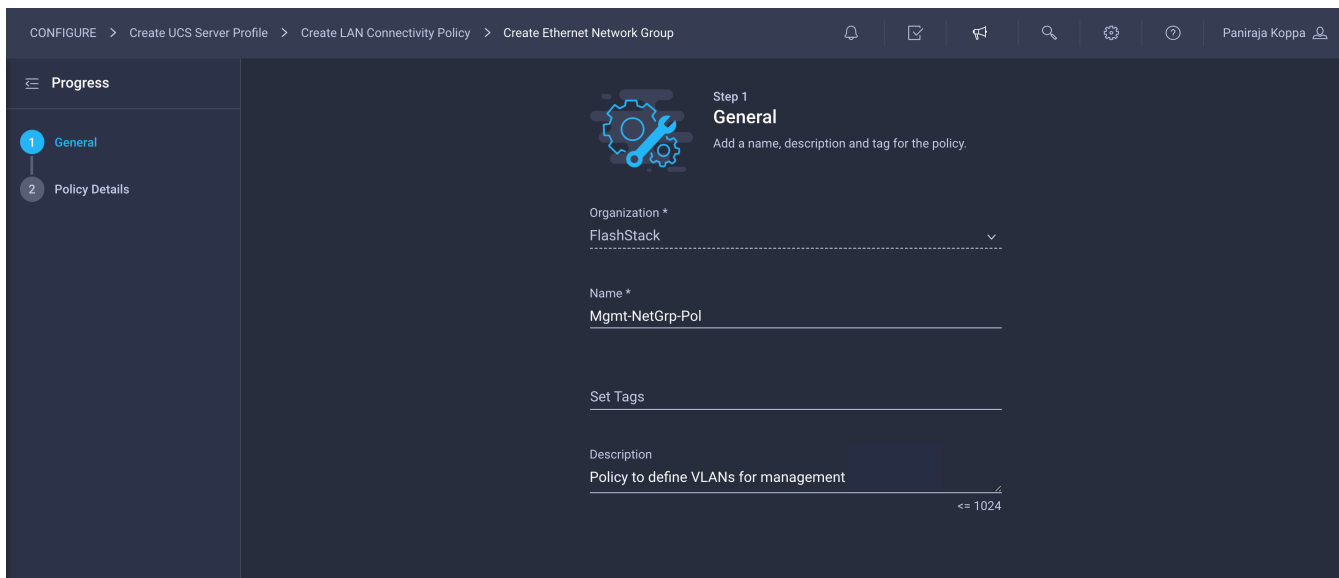 CONFIGURE > Create UCS Server Profile > Create LAN Connectivity Policy > Create Ethernet Network Group
Paniraja Koppa
Progress
1 General
2 Policy Details
Step 1
General
Add a name, description and tag for the policy.
Organization *
FlashStack
Name *
Mgmt-NetGrp-Pol
Set Tags
Description
Policy to define VLANs for management
<= 1024